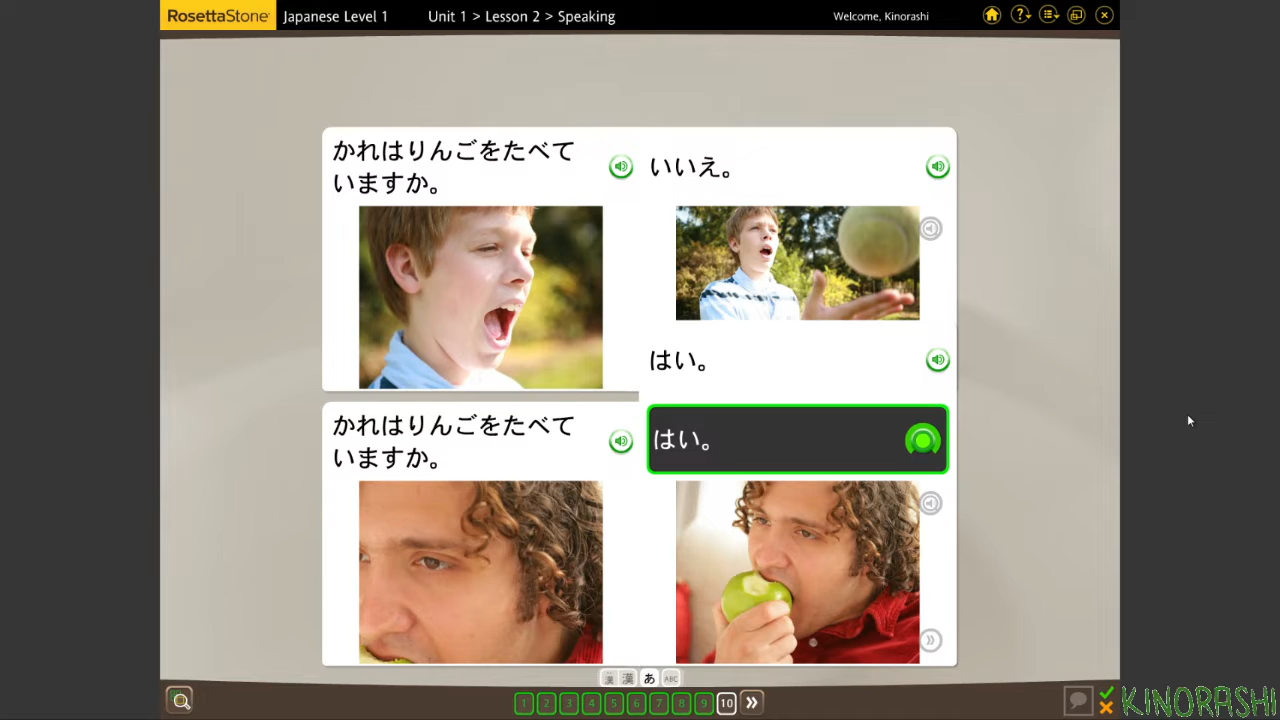 RosettaStone Japanese Level 1 Unit 1 > Lesson 2 > Speaking Welcome, Kinorashi
かれはりんごをたべて
いますか。
いいえ。
はい。
かれはりんごをたべて
いますか。
はい。
漢 漢 あ ABC
1 2 3 4 5 6 7 8 9 10
KINORASHI